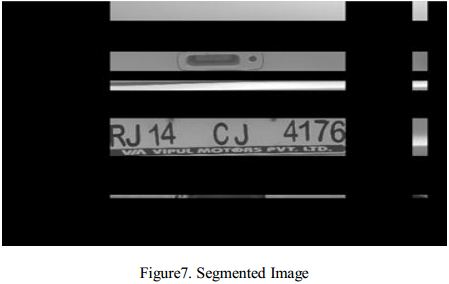 RJ 14 CJ 4176
V/A VIPUL MOTORS PVT. LTD.
Figure7. Segmented Image